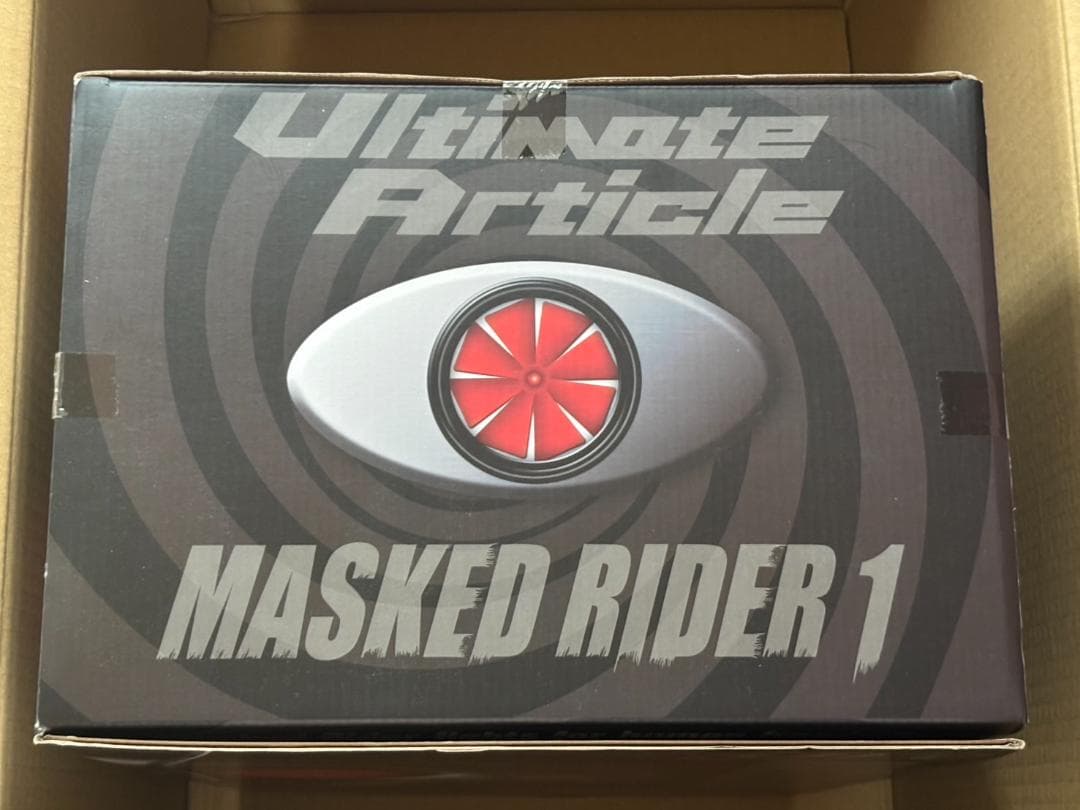 Ultimate
Article
MASKED RIDER 1